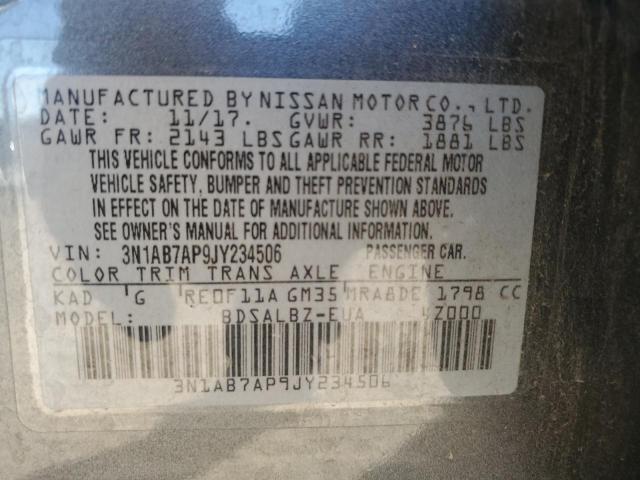 MANUFACTURED BY NISSAN MOTOR CO., LTD.
DATE: 11/17. GVWR: 3876 LBS
GAWR FR: 2143 LBS GAWR RR: 1881 LBS
THIS VEHICLE CONFORMS TO ALL APPLICABLE FEDERAL MOTOR
VEHICLE SAFETY, BUMPER AND THEFT PREVENTION STANDARDS
IN EFFECT ON THE DATE OF MANUFACTURE SHOWN ABOVE.
SEE OWNER'S MANUAL FOR ADDITIONAL INFORMATION.
VIN: 3N1AB7AP9JY234506 PASSENGER CAR.
COLOR TRIM TRANS AXLE ENGINE
KAD G RE0F11A GM35 MRA8DE 1798 CC
MODEL: BDSALBZ-EUA 4Z000
3N1AB7AP9JY234506